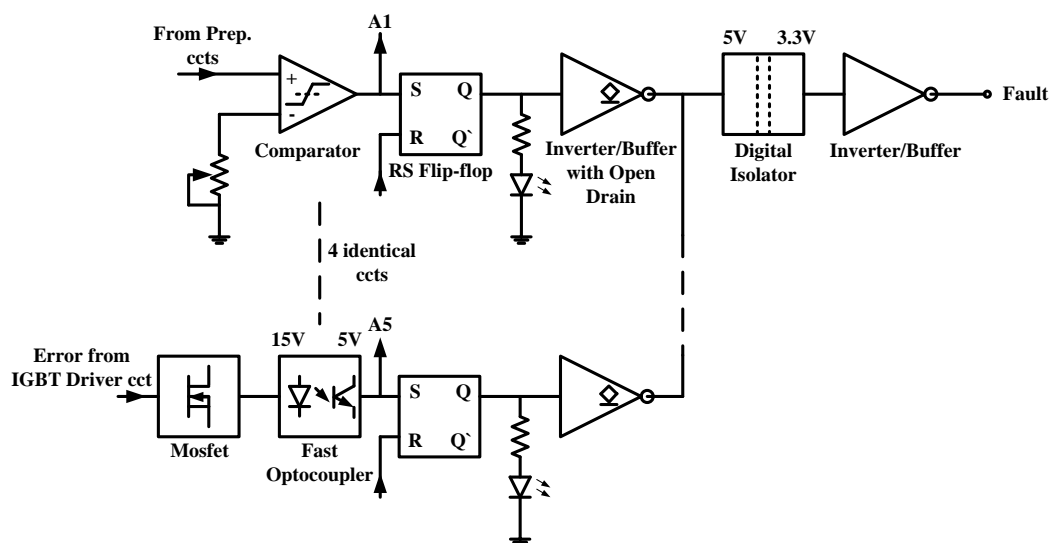 From Prep.
ccts
+
-
Comparator
A1
S
Q
R
Q`
RS Flip-flop
Inverter/Buffer
with Open
Drain
5V
3.3V
Digital
Isolator
Inverter/Buffer
Fault
4 identical
ccts
Error from
IGBT Driver cct
Mosfet
15V
5V
Fast
Optocoupler
A5
S
Q
R
Q`